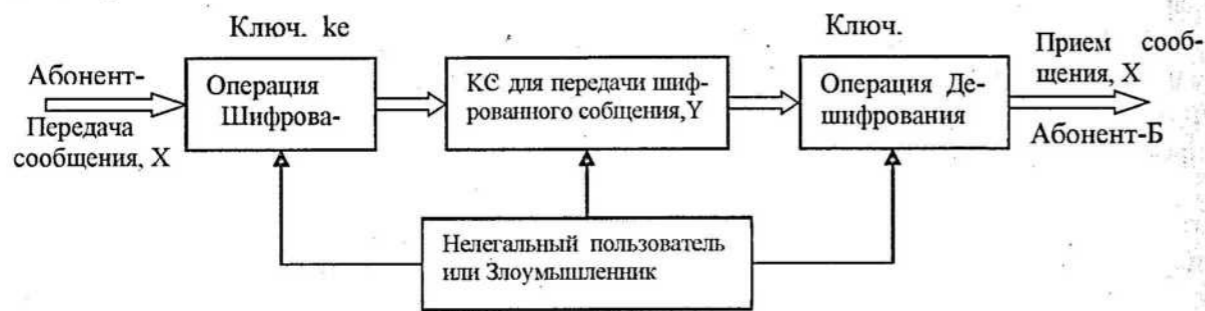 Ключ. ke
Ключ.
Абонент-
Передача
сообщения, X
Операция
Шифрова-
КС для передачи шиф-
рованного собщения,Y
Операция Де-
шифрования
Прием сооб-
щения, X
Абонент-Б
Нелегальный пользователь
или Злоумышленник